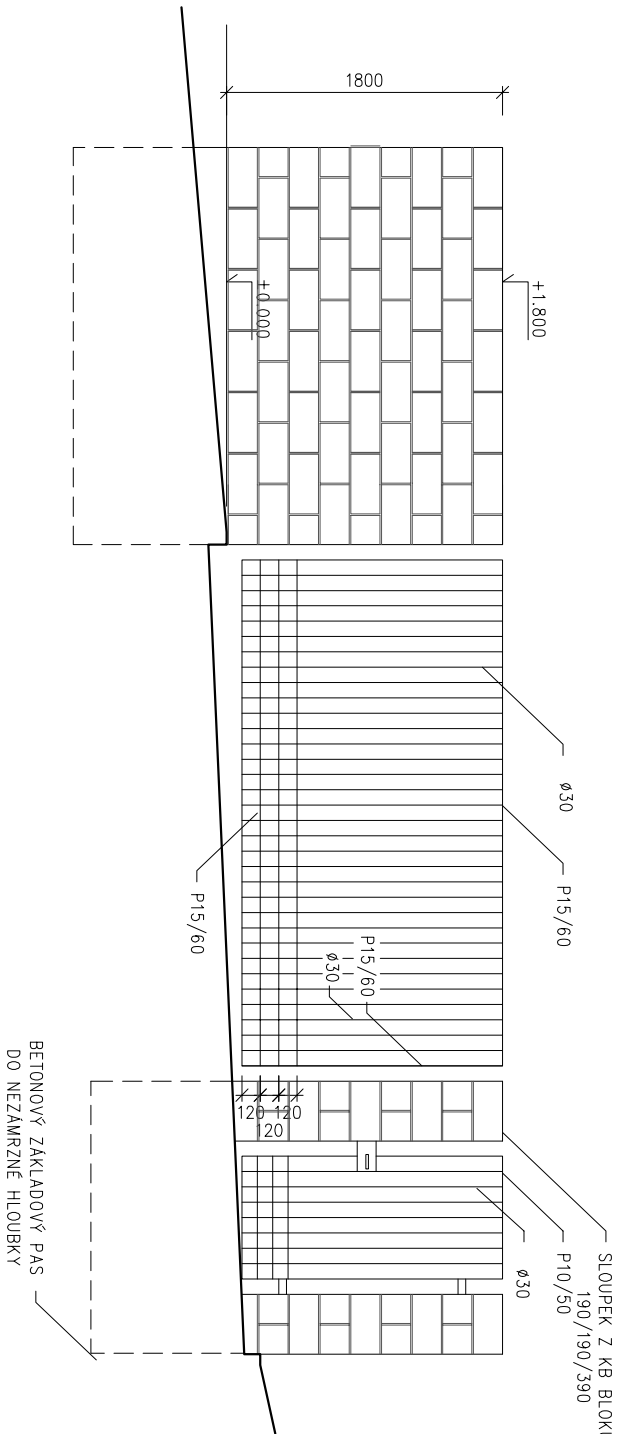 1800
+1.800
+0.000
ø30
P15/60
P15/60
P15/60
ø30
120
120
120
SLOUPEK Z KB BLOKŮ
190/190/390
P10/50
ø30
BETONOVÝ ZÁKLADOVÝ PAS
DO NEZÁMRZNÉ HLOUBKY